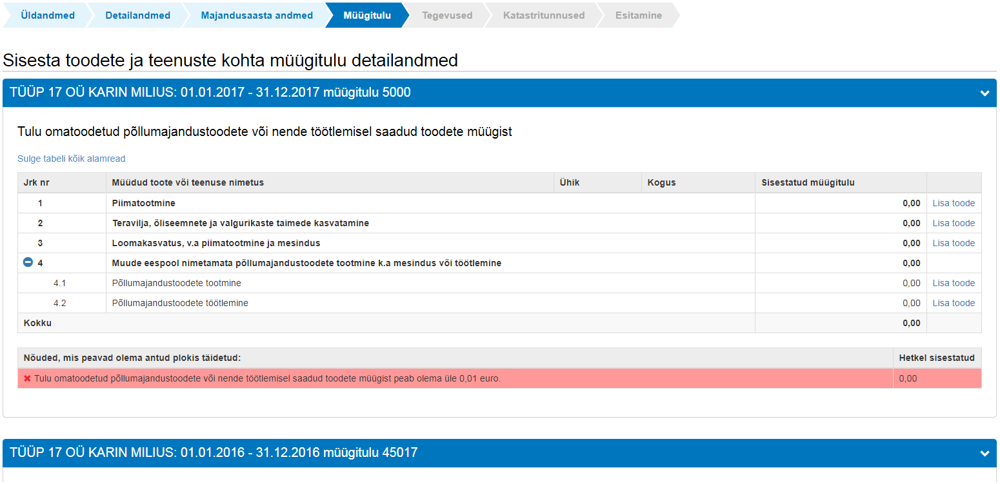 Üldandmed Detailandmed Majandusaasta andmed Müügitulu Tegevused Katastritunnused Esitamine
Sisesta toodete ja teenuste kohta müügitulu detailandmed
TÜÜP 17 OÜ KARIN MILIUS: 01.01.2017 - 31.12.2017 müügitulu 5000
Tulu omatoodetud põllumajandustoodete või nende töötlemisel saadud toodete müügist
Sulge tabeli kõik alamread
Jrk nr Müüdud toote või teenuse nimetus Ühik Kogus Sisestatud müügitulu
1 Piimatootmine 0,00 Lisa toode
2 Teravilja, õliseemnete ja valgurikaste taimede kasvatamine 0,00 Lisa toode
3 Loomakasvatus, v.a piimatootmine ja mesindus 0,00 Lisa toode
4 Muude eespool nimetamata põllumajandustoodete tootmine k.a mesindus või töötlemine 0,00
4.1 Põllumajandustoodete tootmine 0,00 Lisa toode
4.2 Põllumajandustoodete töötlemine 0,00 Lisa toode
Kokku 0,00
Nõuded, mis peavad olema antud plokis täidetud: Hetkel sisestatud
Tulu omatoodetud põllumajandustoodete või nende töötlemisel saadud toodete müügist peab olema üle 0,01 euro. 0,00
TÜÜP 17 OÜ KARIN MILIUS: 01.01.2016 - 31.12.2016 müügitulu 45017